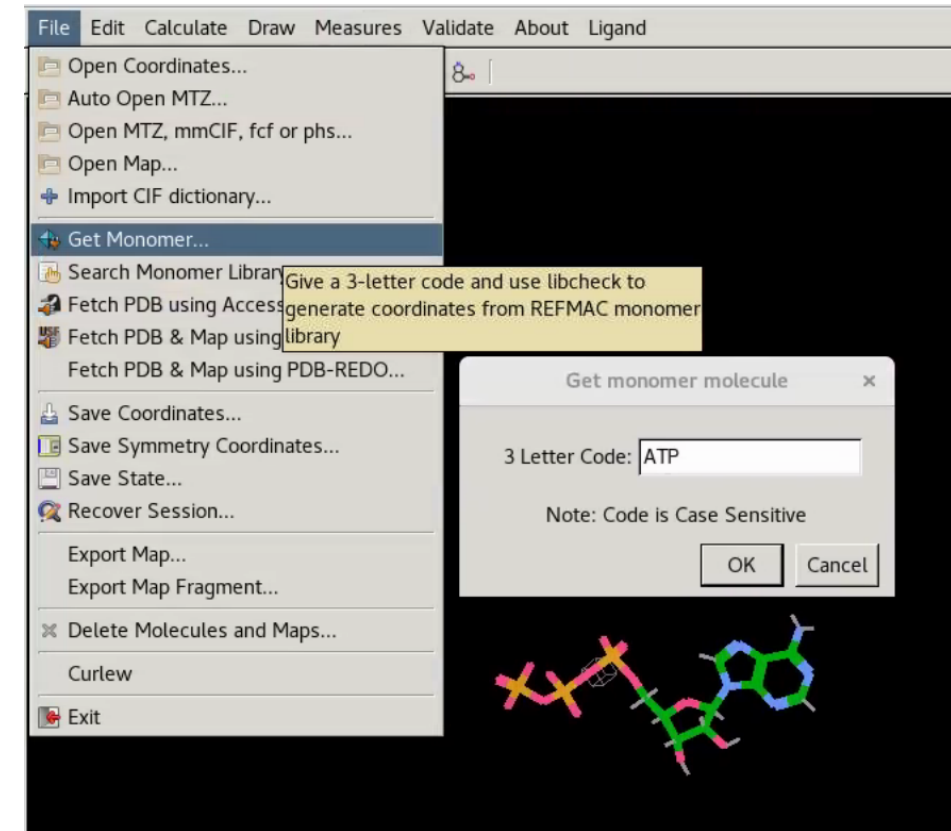 File Edit Calculate Draw Measures Validate About Ligand
Open Coordinates...
Auto Open MTZ...
Open MTZ, mmCIF, fcf or phs...
Open Map...
Import CIF dictionary...
Get Monomer...
Search Monomer Library
Give a 3-letter code and use libcheck to
generate coordinates from REFMAC monomer
library
Fetch PDB using
Fetch PDB & Map using
Fetch PDB & Map using PDB-REDO...
Save Coordinates...
Save Symmetry Coordinates...
Save State...
Recover Session...
Export Map...
Export Map Fragment...
Delete Molecules and Maps...
Curlew
Exit
Get monomer molecule
3 Letter Code: ATP
Note: Code is Case Sensitive
OK Cancel